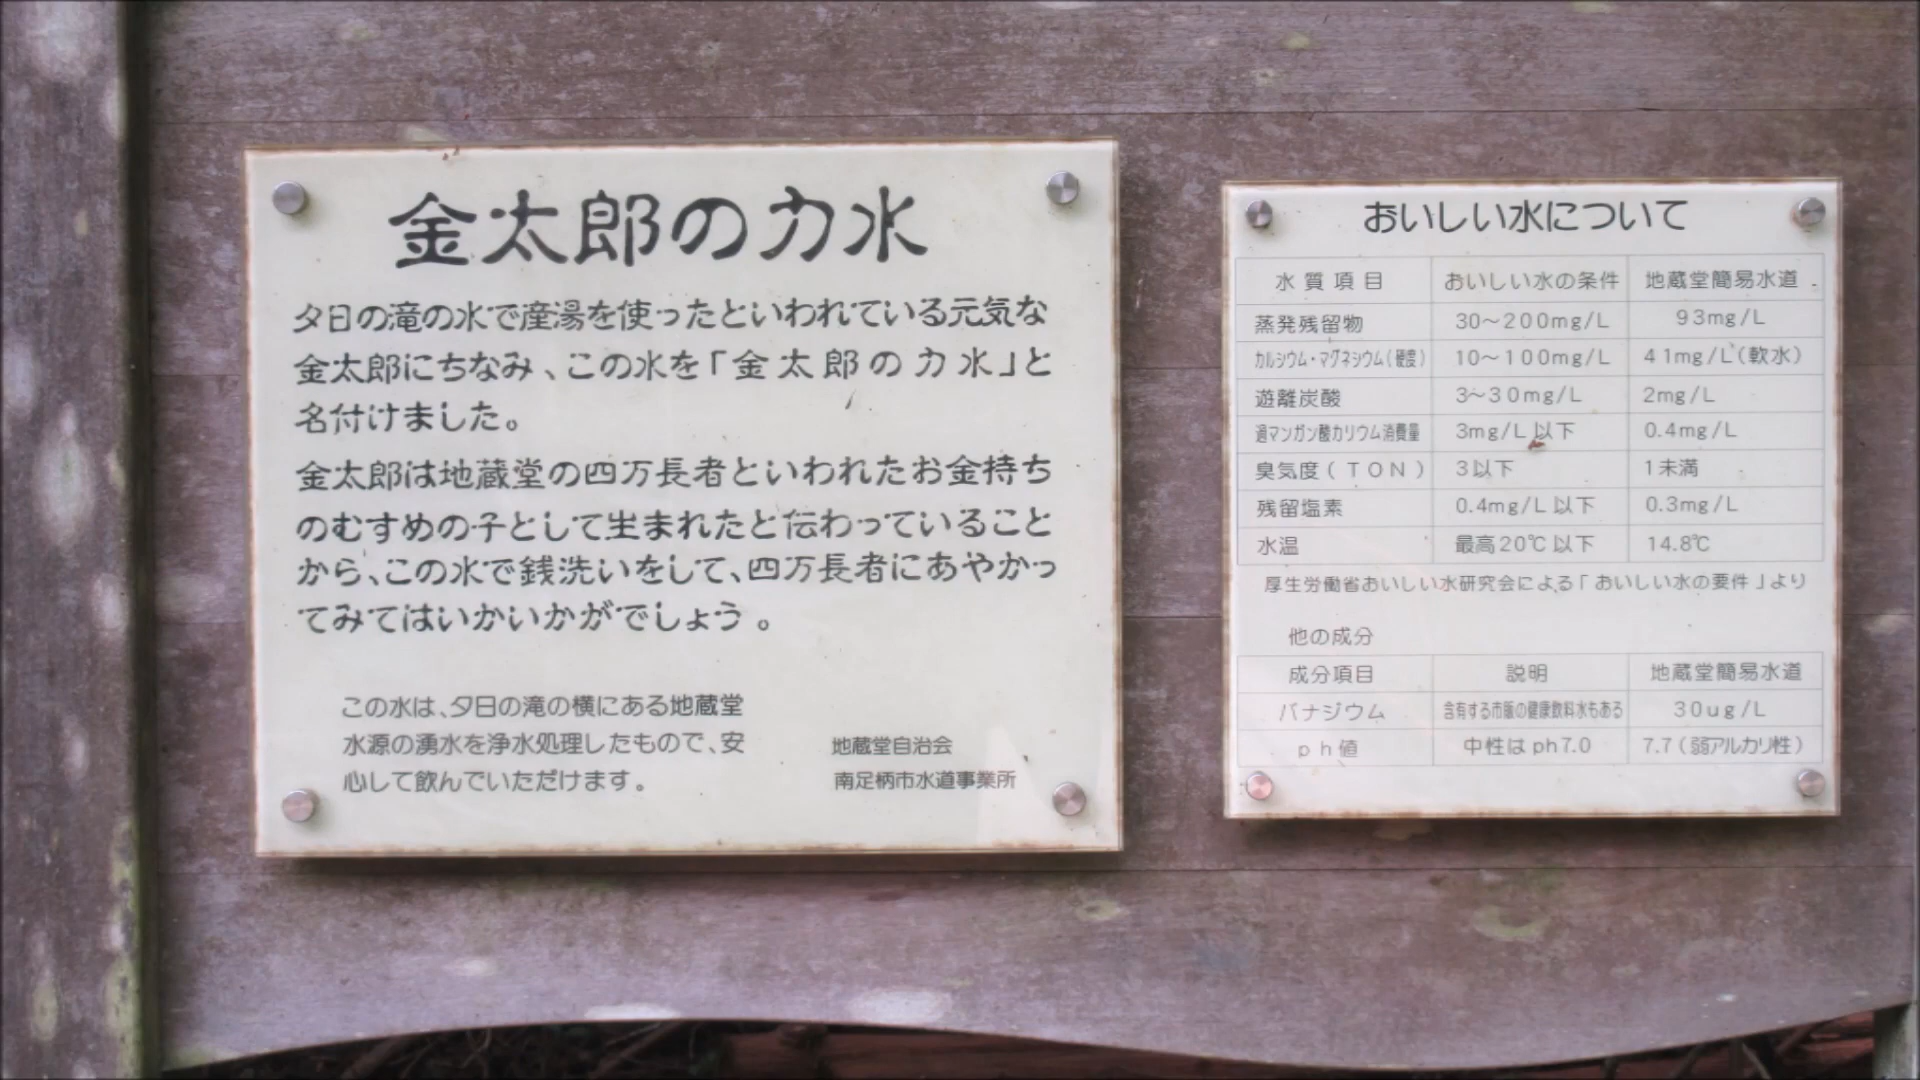 金太郎の力水
夕日の滝の水で産湯を使ったといわれている元気な
金太郎にちなみ、この水を「金太郎の力水」と
名付けました。
金太郎は地蔵堂の四万長者といわれたお金持ち
のむすめの子として生まれたと伝わっていること
から、この水で銭洗いをして、四万長者にあやかっ
てみてはいかいかがでしょう。
この水は、夕日の滝の横にある地蔵堂
水源の湧水を浄水処理したもので、安
心して飲んでいただけます。
地蔵堂自治会
南足柄市水道事業所
おいしい水について
水質項目 おいしい水の条件 地蔵堂簡易水道
蒸発残留物 30〜200mg/L 93mg/L
カルシウム・マグネシウム(硬度) 10〜100mg/L 41mg/L(軟水)
遊離炭酸 3〜30mg/L 2mg/L
過マンガン酸カリウム消費量 3mg/L以下 0.4mg/L
臭気度(TON) 3以下 1未満
残留塩素 0.4mg/L以下 0.3mg/L
水温 最高20℃以下 14.8℃
厚生労働省おいしい水研究会による「おいしい水の要件」より
他の成分
成分項目 説明 地蔵堂簡易水道
バナジウム 含有する市販の健康飲料水もある 30ug/L
ph値 中性はph7.0 7.7(弱アルカリ性)